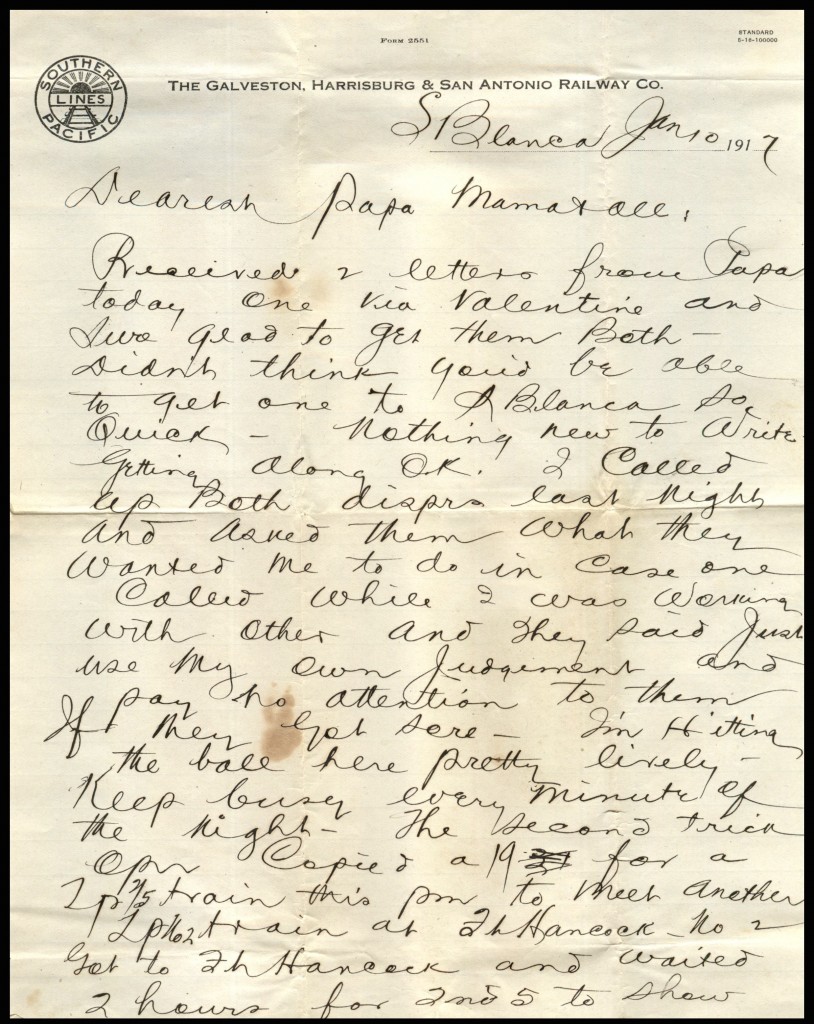 FORM 2551
STANDARD
5-16-100000
SOUTHERN PACIFIC LINES
THE GALVESTON, HARRISBURG & SAN ANTONIO RAILWAY CO.
S Blanca Jan 10 1917
Dearest Papa Mama & all;
Received 2 letters from Papa
today one via Valentine and
Sure glad to get them Both —
Didn't think you'd be able
to get one to S Blanca so
Quick — Nothing new to write
Getting along O.K. I Called
up Both disprs last night
And Asked them What they
Wanted Me to do in Case one
Called While I was Working
With other And They said Just
use My own Judgement and
pay no attention to them
If they Got sore — I'm Hitting
the ball here pretty lively —
Keep busy every Minute of
the Night — The second trick
Opr Copied a 19 for a
2/5 train this pm to Meet Another
No 2 train at Ft Hancock — No 2
Got to Ft Hancock and waited
2 hours for 2nd 5 to show